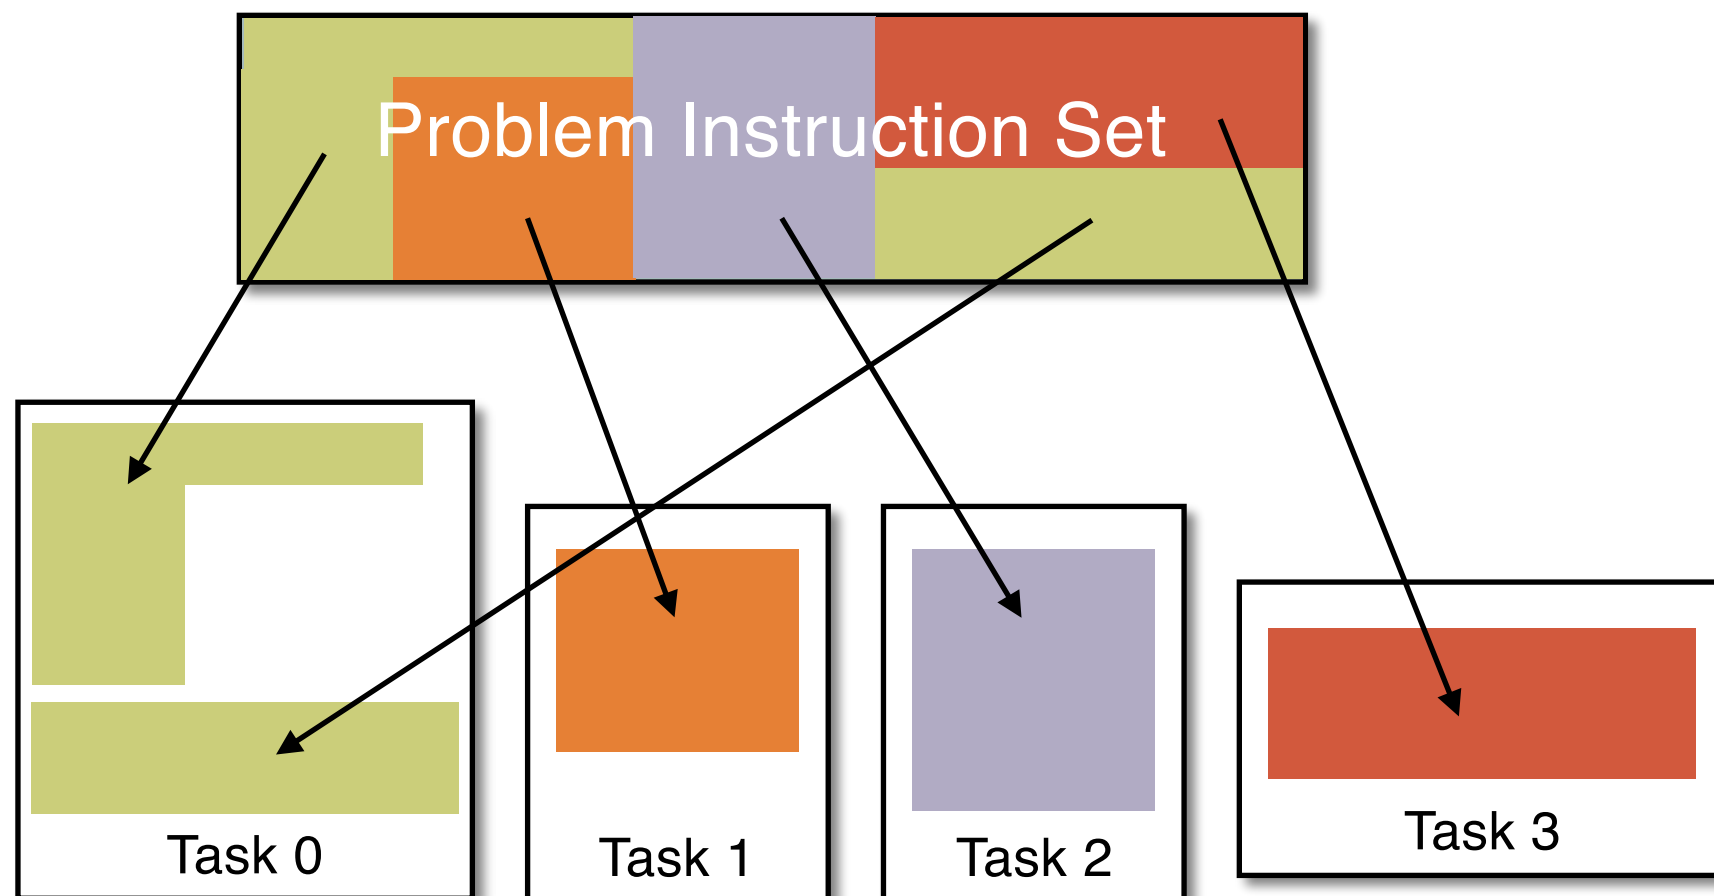 Problem Instruction Set
Task 0
Task 1
Task 2
Task 3